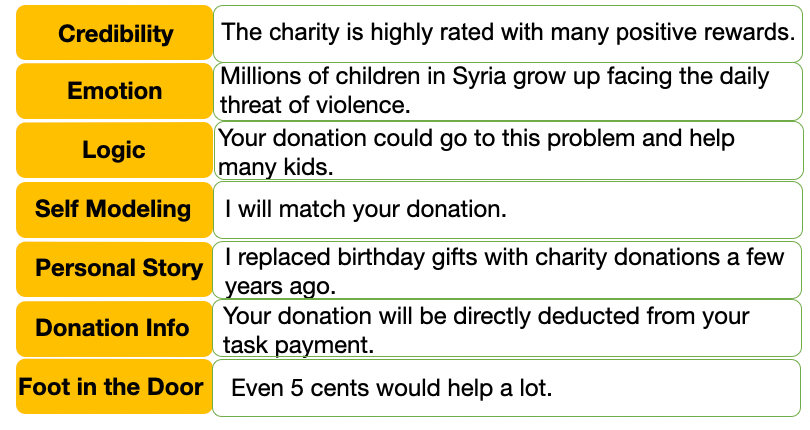 Credibility
The charity is highly rated with many positive rewards.
Emotion
Millions of children in Syria grow up facing the daily
threat of violence.
Logic
Your donation could go to this problem and help
many kids.
Self Modeling
I will match your donation.
Personal Story
I replaced birthday gifts with charity donations a few
years ago.
Donation Info
Your donation will be directly deducted from your
task payment.
Foot in the Door
Even 5 cents would help a lot.